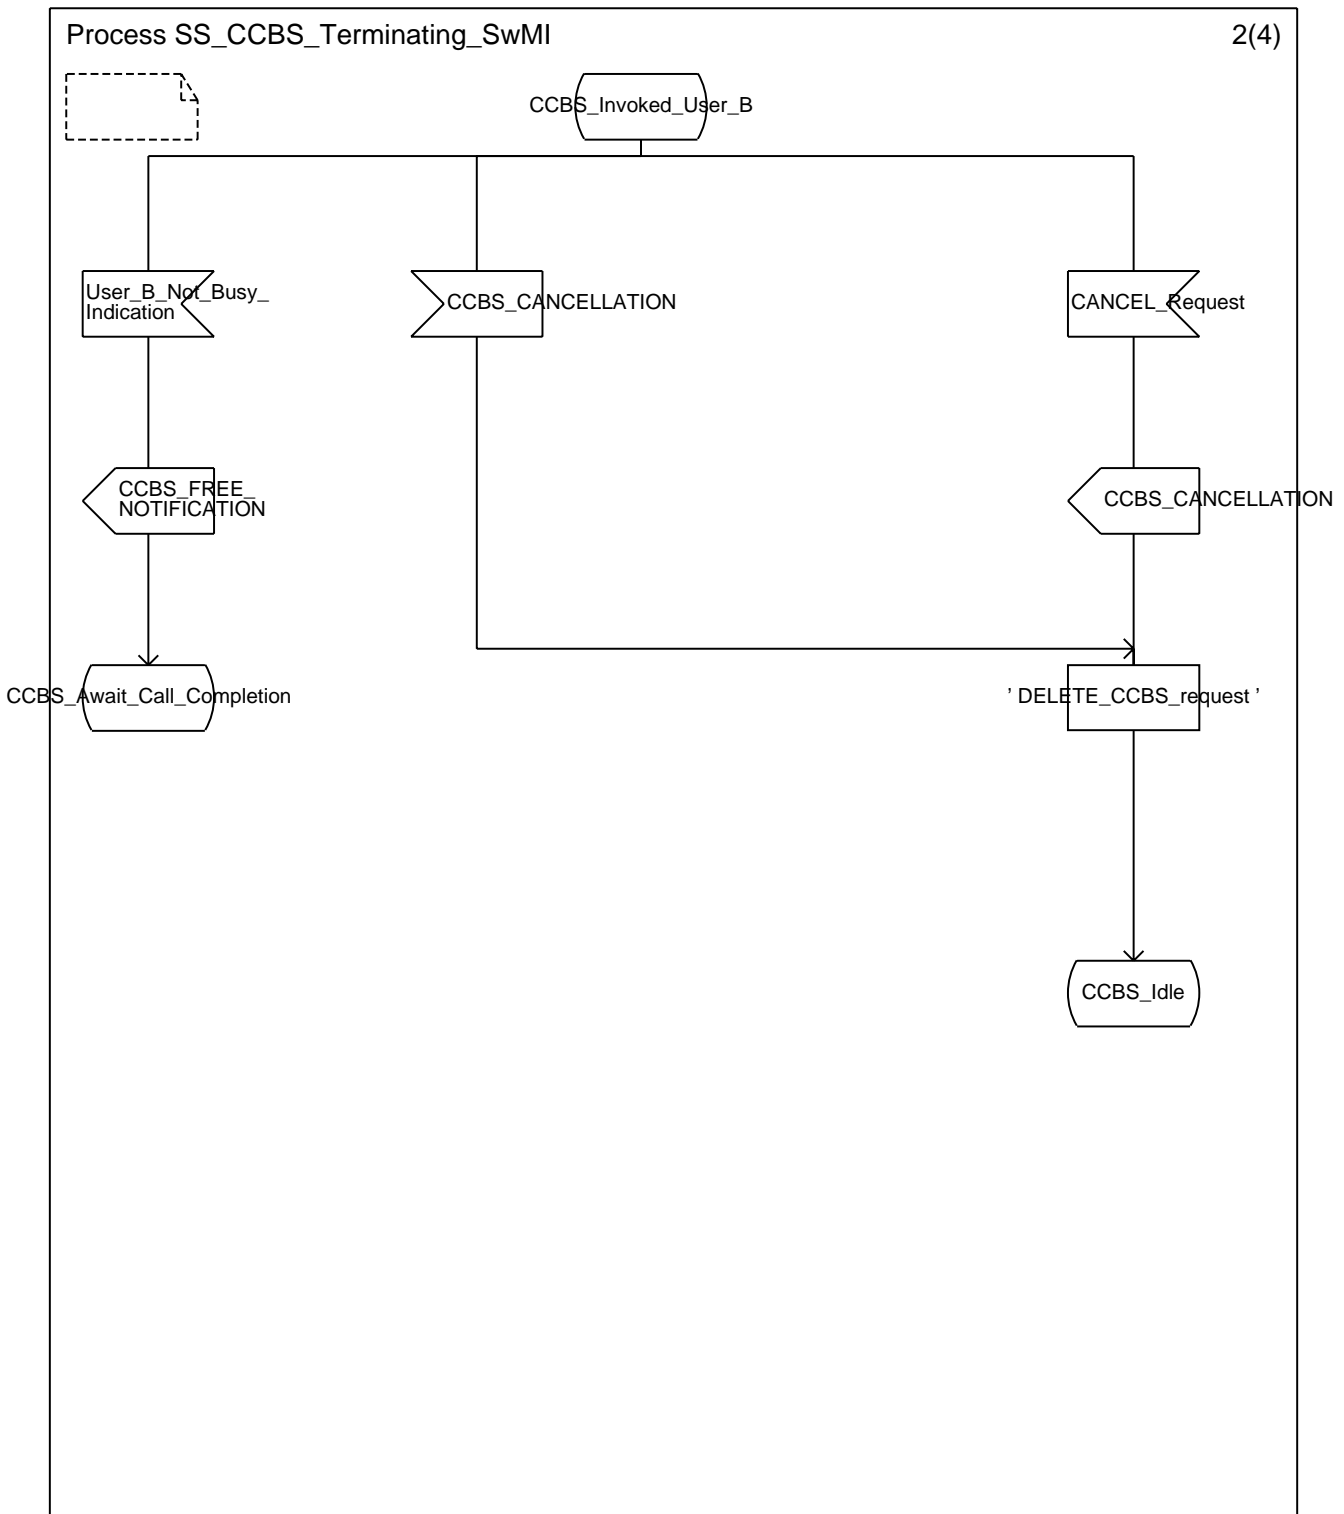 Process SS_CCBS_Terminating_SwMI
2(4)
CCBS_Invoked_User_B
User_B_Not_Busy_
Indication
CCBS_CANCELLATION
CANCEL_Request
CCBS_FREE_
NOTIFICATION
CCBS_CANCELLATION
CCBS_Await_Call_Completion
' DELETE_CCBS_request '
CCBS_Idle